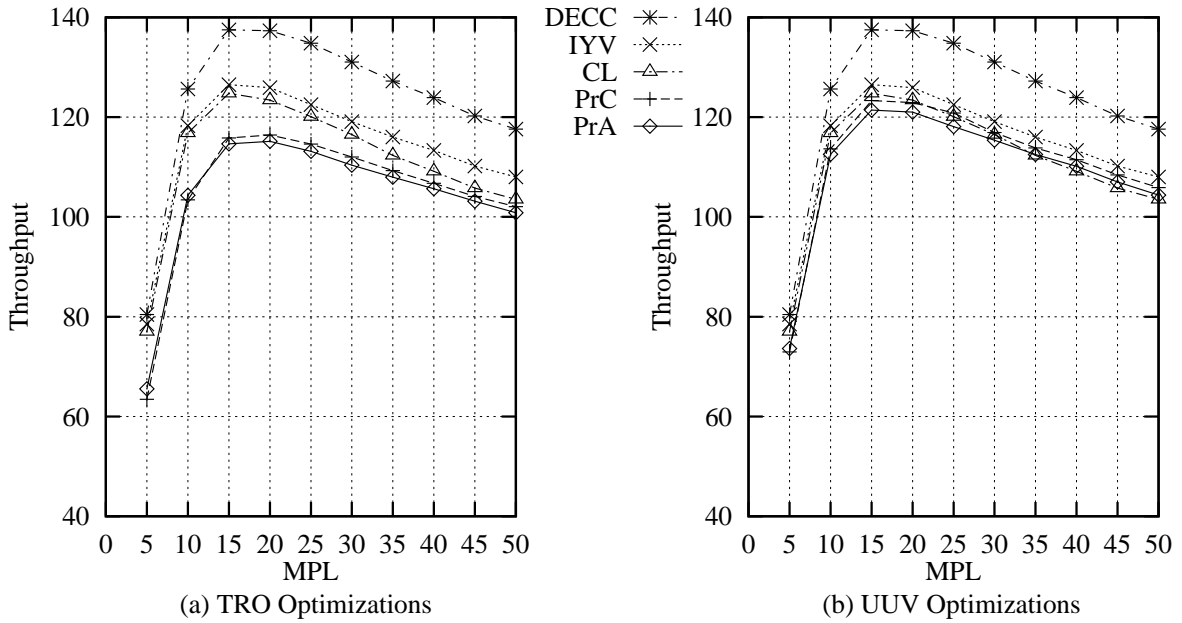 DECC
IYV
CL
PrC
PrA
140
120
100
80
60
40
Throughput
0 5 10 15 20 25 30 35 40 45 50
MPL
(a) TRO Optimizations
140
120
100
80
60
40
Throughput
0 5 10 15 20 25 30 35 40 45 50
MPL
(b) UUV Optimizations